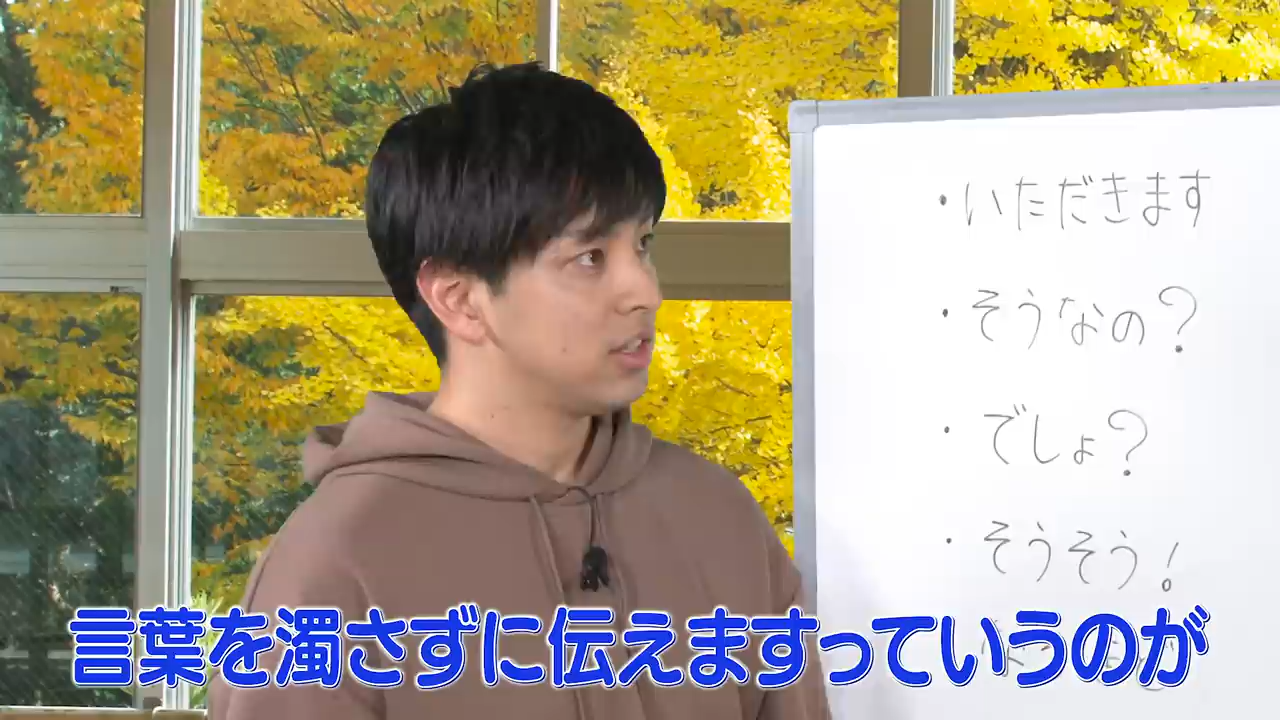 ・いただきます
・そうなの?
・でしょ?
・そうそう!
言葉を濁さずに伝えますっていうのが